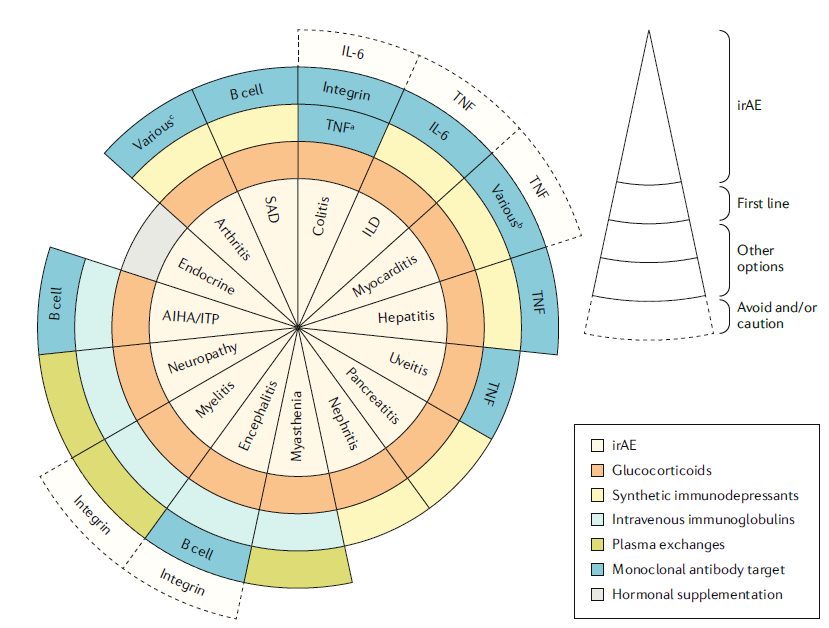 IL-6
TNF
TNF
Various^c
B cell
Integrin
TNF^a
IL-6
Various^b
TNF
TNF
B cell
B cell
Integrin
Integrin
Arthritis
SAD
Colitis
ILD
Myocarditis
Hepatitis
Uveitis
Pancreatitis
Nephritis
Myasthenia
Encephalitis
Myelitis
Neuropathy
AIHA/ITP
Endocrine
irAE
First line
Other
options
Avoid and/or
caution
irAE
Glucocorticoids
Synthetic immunodepressants
Intravenous immunoglobulins
Plasma exchanges
Monoclonal antibody target
Hormonal supplementation